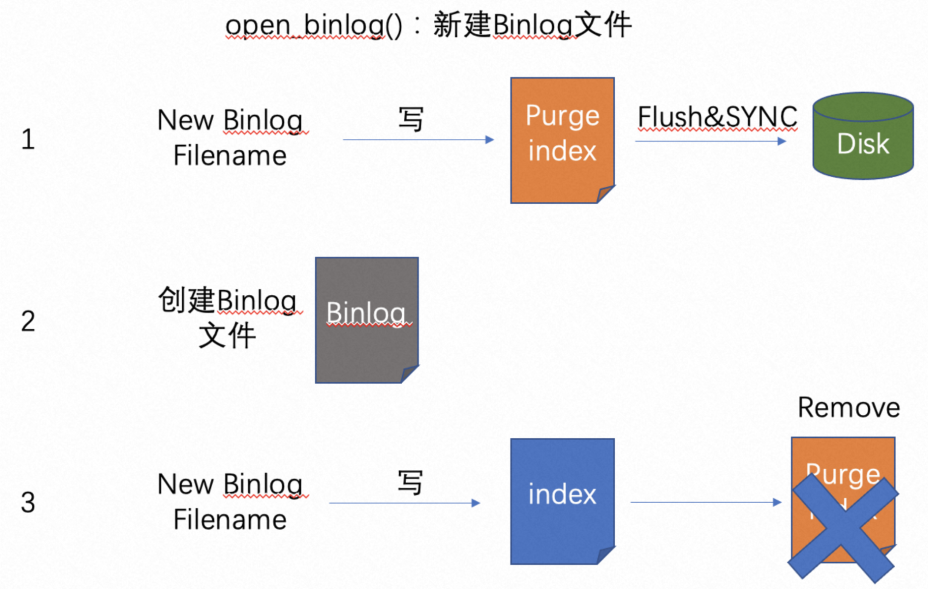 open_binlog()：新建Binlog文件
1
New Binlog
Filename
写
Purge
index
Flush&SYNC
Disk
2
创建Binlog
文件
Binlog
Remove
3
New Binlog
Filename
写
index
Purge